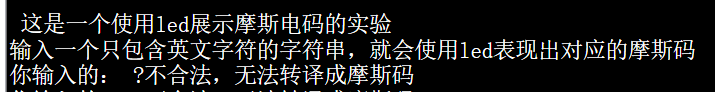 这是一个使用led展示摩斯电码的实验
输入一个只包含英文字符的字符串，就会使用led表现出对应的摩斯码
你输入的： ?不合法，无法转译成摩斯码